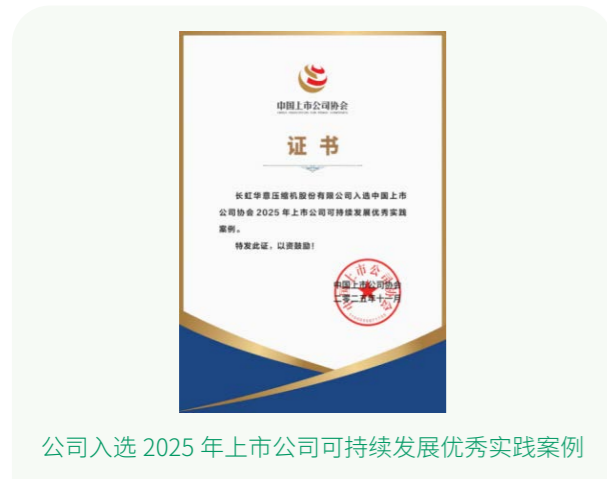 中国上市公司协会
证书
长虹华意压缩机股份有限公司入选中国上市
公司协会2025年上市公司可持续发展优秀实践
案例。
特发此证，以资鼓励！
中国上市公司协会
二零二五年十一月
公司入选 2025 年上市公司可持续发展优秀实践案例